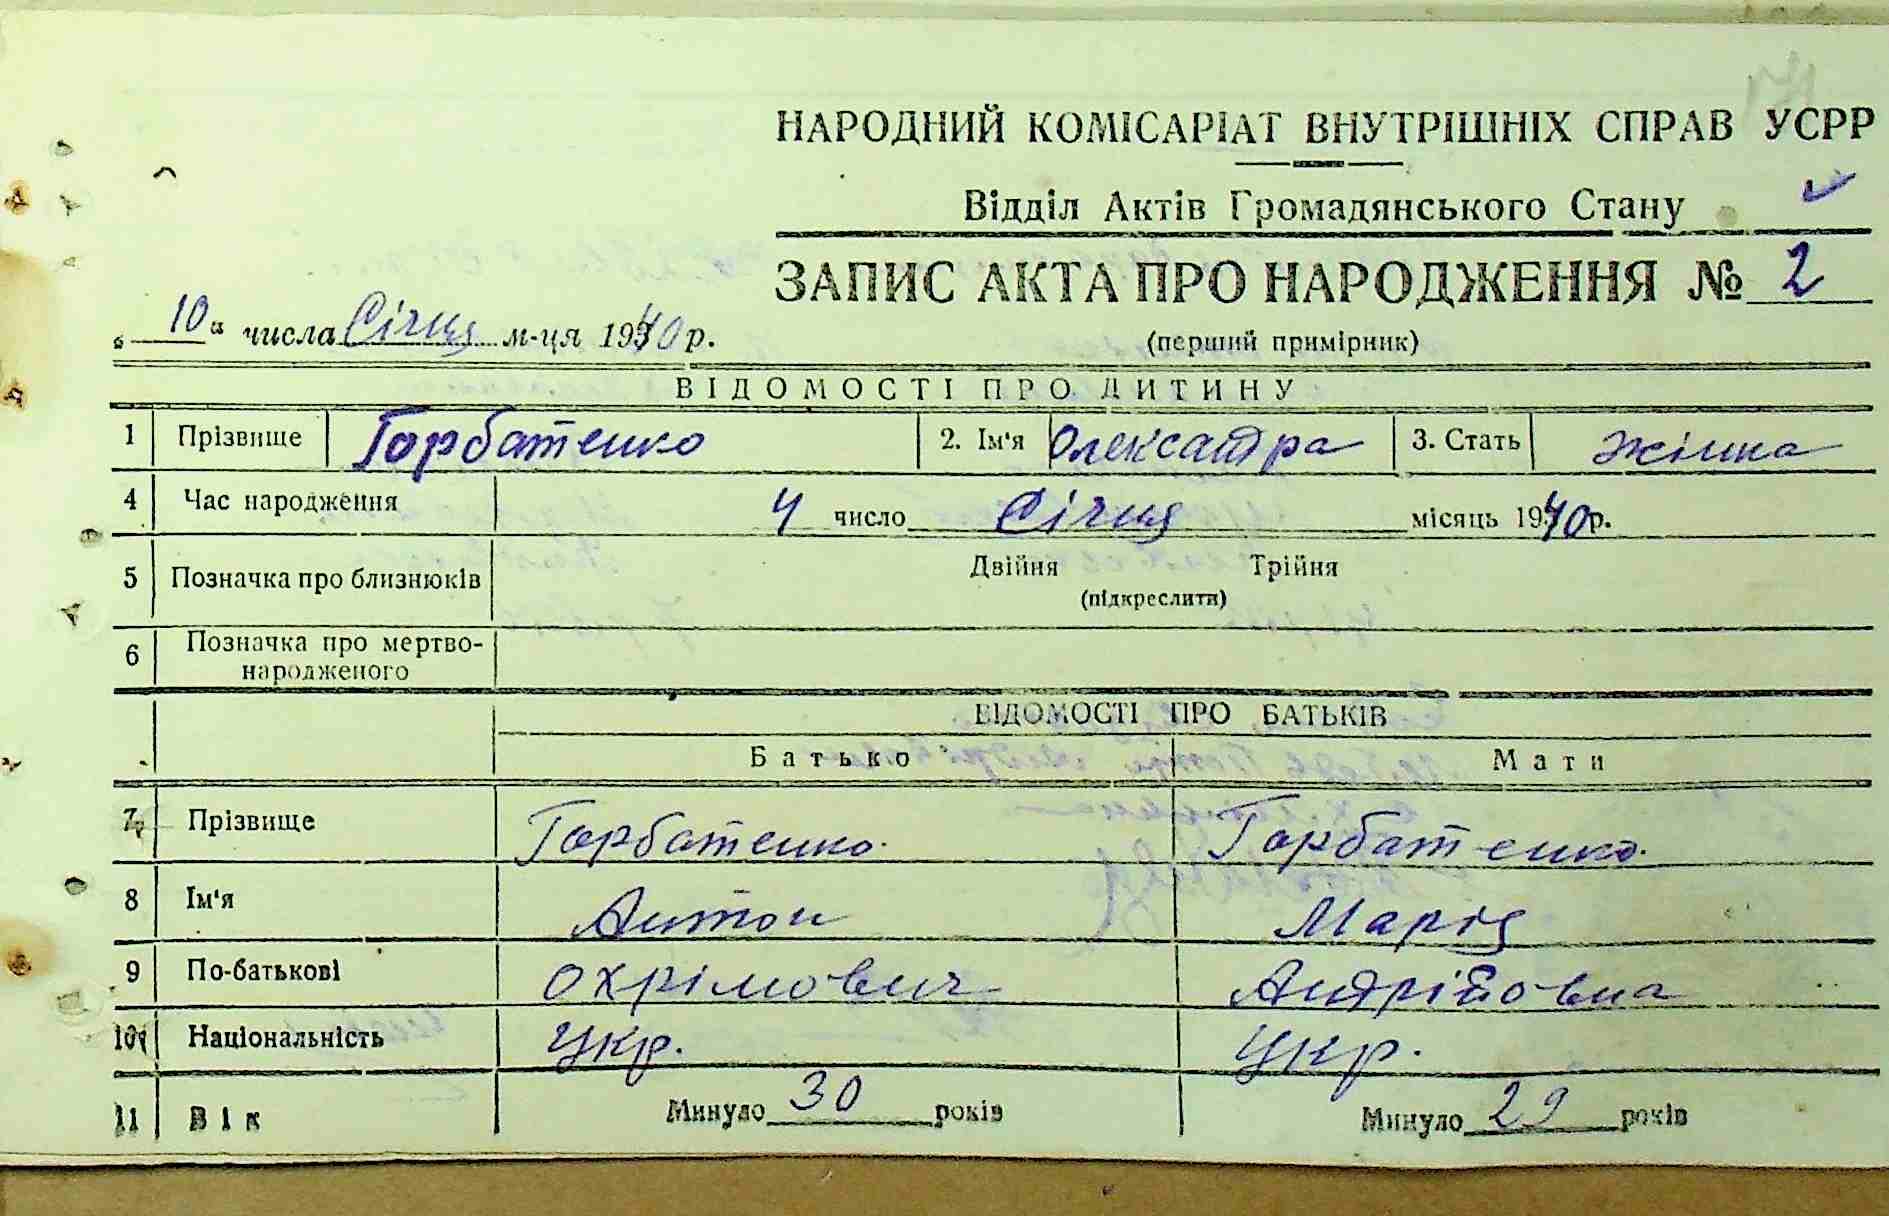 НАРОДНИЙ КОМІСАРІАТ ВНУТРІШНІХ СПРАВ УСРР
Відділ Актів Громадянського Стану
ЗАПИС АКТА ПРО НАРОДЖЕННЯ № 2
„ 10 “ числа Січця м-ця 1940 р.
(перший примірник)
ВІДОМОСТІ ПРО ДИТИНУ
1 Прізвище Горбатенко 2. Ім'я Олександра 3. Стать жінка
4 Час народження 4 число Січця місяць 1940 р.
5 Позначка про близнюків Двійня Трійня
(підкреслити)
6 Позначка про мертво-
народженого
ВІДОМОСТІ ПРО БАТЬКІВ
Батько Мати
7 Прізвище Горбатенко. Горбатенко.
8 Ім'я Антон Марія
9 По-батькові Охрімович Андріївовна
10 Національність Укр. Укр.
11 Вік Минуло 30 років Минуло 29 років